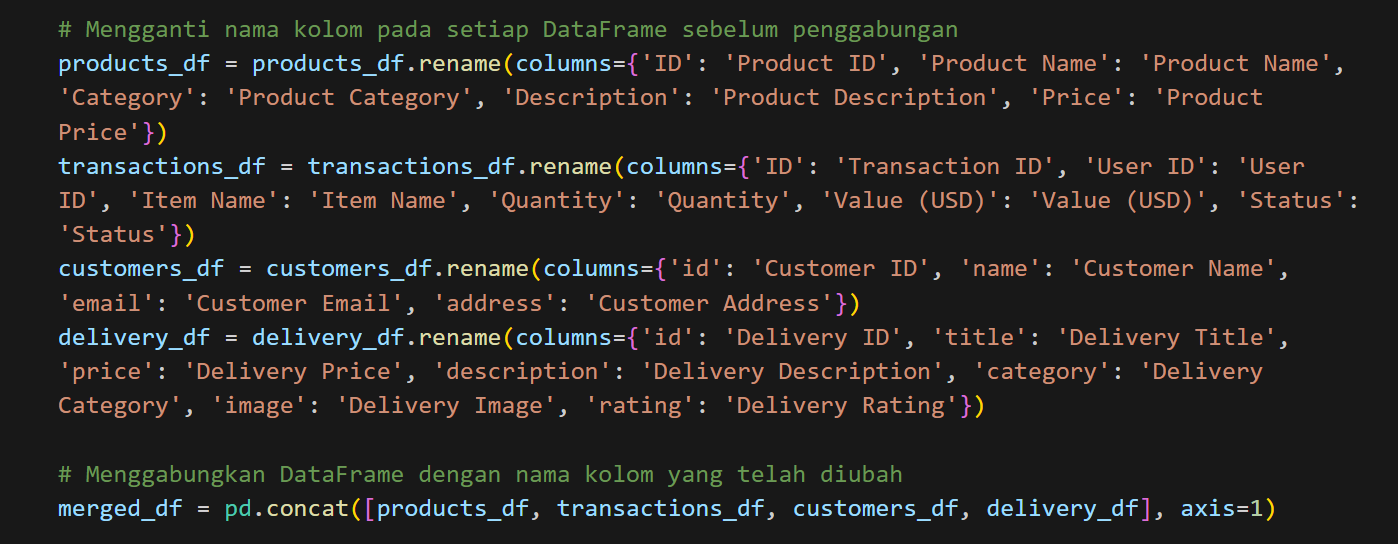 # Mengganti nama kolom pada setiap DataFrame sebelum penggabungan
products_df = products_df.rename(columns={'ID': 'Product ID', 'Product Name': 'Product Name',
'Category': 'Product Category', 'Description': 'Product Description', 'Price': 'Product
Price'})
transactions_df = transactions_df.rename(columns={'ID': 'Transaction ID', 'User ID': 'User
ID', 'Item Name': 'Item Name', 'Quantity': 'Quantity', 'Value (USD)': 'Value (USD)', 'Status':
'Status'})
customers_df = customers_df.rename(columns={'id': 'Customer ID', 'name': 'Customer Name',
'email': 'Customer Email', 'address': 'Customer Address'})
delivery_df = delivery_df.rename(columns={'id': 'Delivery ID', 'title': 'Delivery Title',
'price': 'Delivery Price', 'description': 'Delivery Description', 'category': 'Delivery
Category', 'image': 'Delivery Image', 'rating': 'Delivery Rating'})
# Menggabungkan DataFrame dengan nama kolom yang telah diubah
merged_df = pd.concat([products_df, transactions_df, customers_df, delivery_df], axis=1)